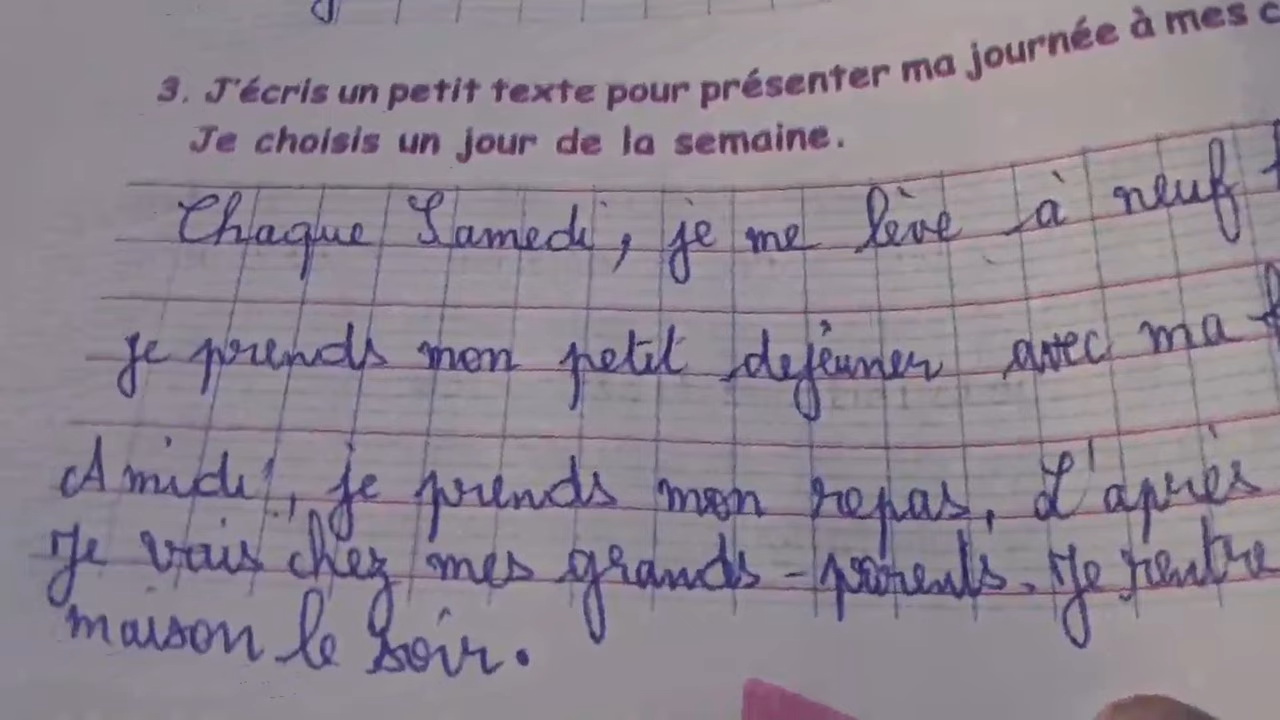 3. J'écris un petit texte pour présenter ma journée à mes
Je choisis un jour de la semaine.
Chaque Samedi, je me lève à neuf
Je prends mon petit dejéuner avec ma
A midi, je prends mon repas, L'après
Je vais chez mes grands-parents. Je rentre
maison le soir.